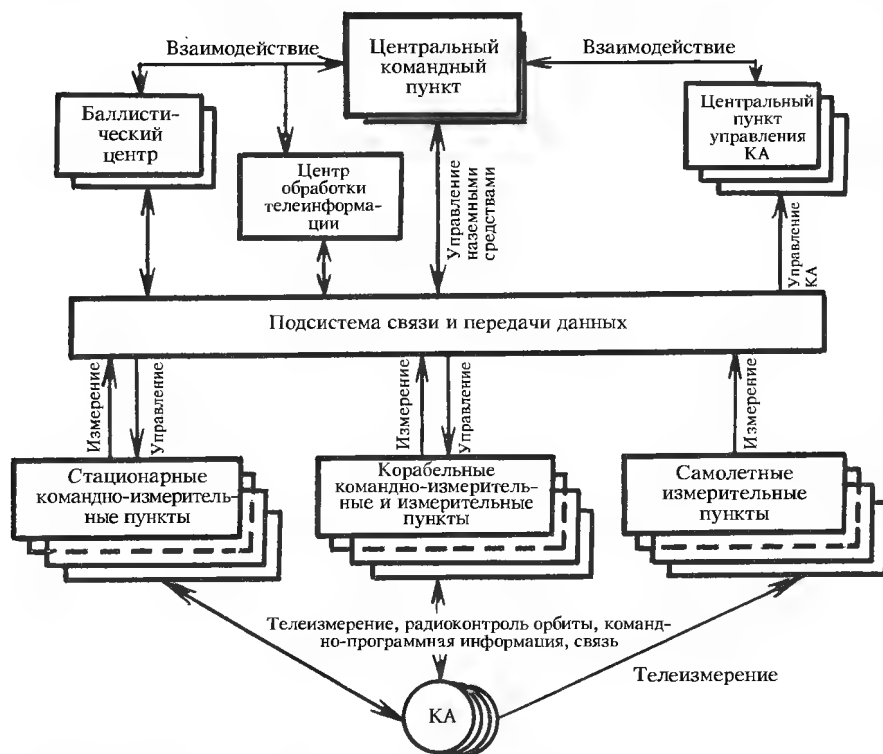 Взаимодействие
Центральный
командный
пункт
Взаимодействие
Баллисти-
ческий
центр
Центр
обработки
телеинформа-
ции
Управление
наземными
средствами
Центральный
пункт
управления
КА
Управление
КА
Подсистема связи и передачи данных
Измерение
Управление
Измерение
Управление
Измерение
Стационарные
командно-измеритель-
ные пункты
Корабельные
командно-измеритель-
ные и измерительные
пункты
Самолетные
измерительные
пункты
Телеизмерение, радиоконтроль орбиты, команд-
но-программная информация, связь
Телеизмерение
КА